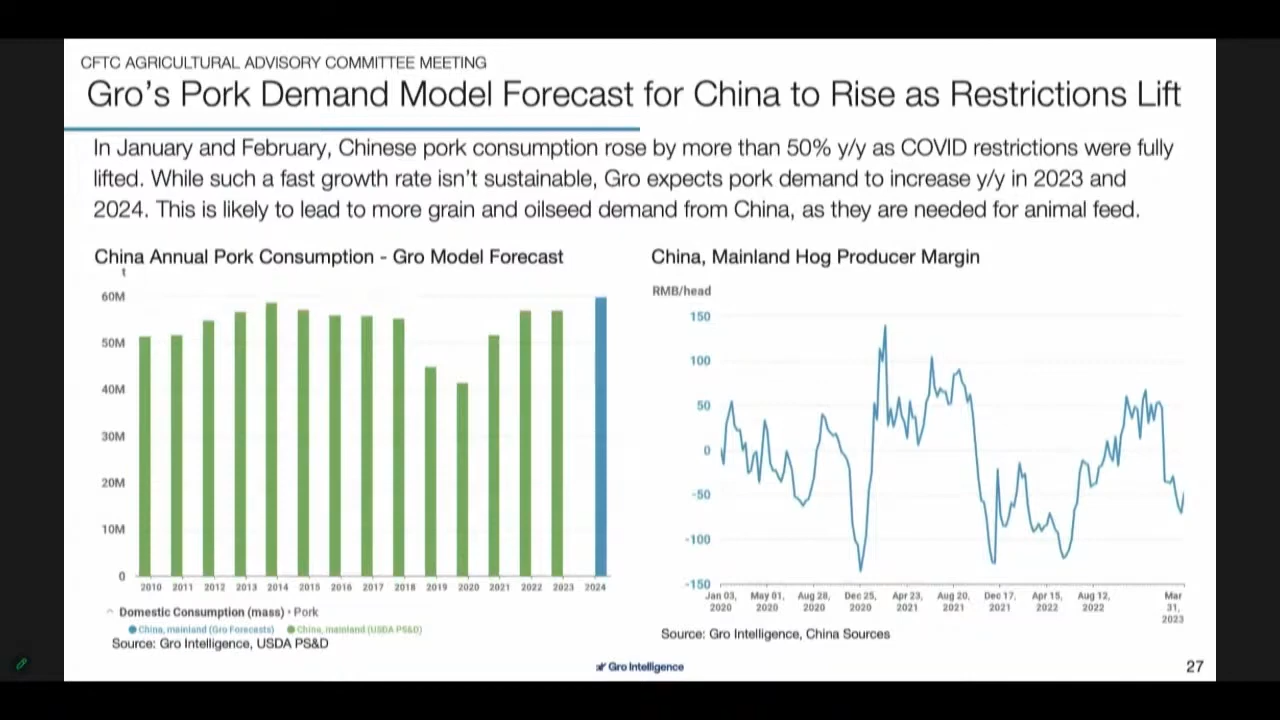 CFTC AGRICULTURAL ADVISORY COMMITTEE MEETING
Gro's Pork Demand Model Forecast for China to Rise as Restrictions Lift
In January and February, Chinese pork consumption rose by more than 50% y/y as COVID restrictions were fully
lifted. While such a fast growth rate isn't sustainable, Gro expects pork demand to increase y/y in 2023 and
2024. This is likely to lead to more grain and oilseed demand from China, as they are needed for animal feed.
China Annual Pork Consumption - Gro Model Forecast
t
60M
50M
40M
30M
20M
10M
0
2010 2011 2012 2013 2014 2015 2016 2017 2018 2019 2020 2021 2022 2023 2024
Domestic Consumption (mass) • Pork
China, mainland (Gro Forecasts) China, mainland (USDA PS&D)
Source: Gro Intelligence, USDA PS&D
China, Mainland Hog Producer Margin
RMB/head
150
100
50
0
-50
-100
-150
Jan 03, May 01, Aug 28, Dec 25, Apr 23, Aug 20, Dec 17, Apr 15, Aug 12, Mar
2020 2020 2020 2020 2021 2021 2021 2022 2022 31,
2023
Source: Gro Intelligence, China Sources
Gro Intelligence
27